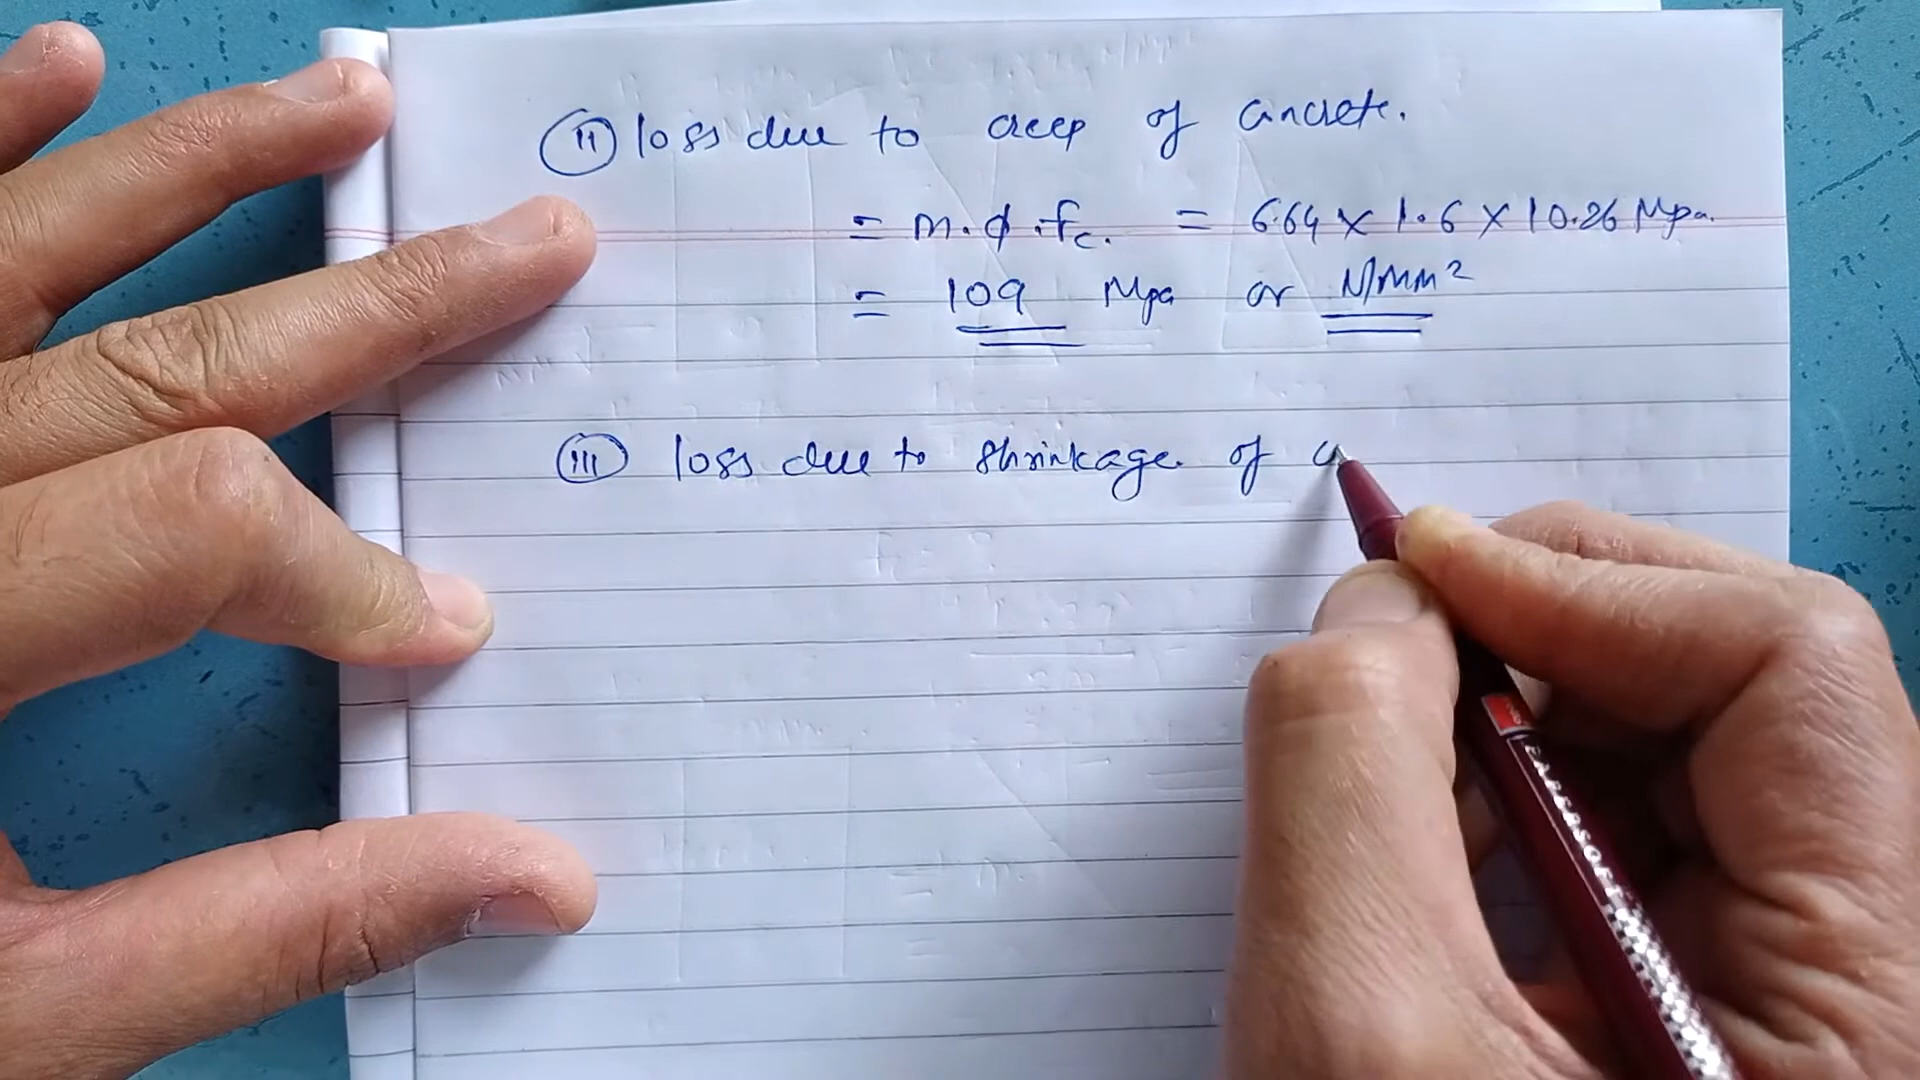 (ii) loss due to creep of concrete.
= m.φ.fc. = 6.64 x 1.6 x 10.26 Mpa.
= 109 Mpa or N/mm²
(iii) loss due to shrinkage of